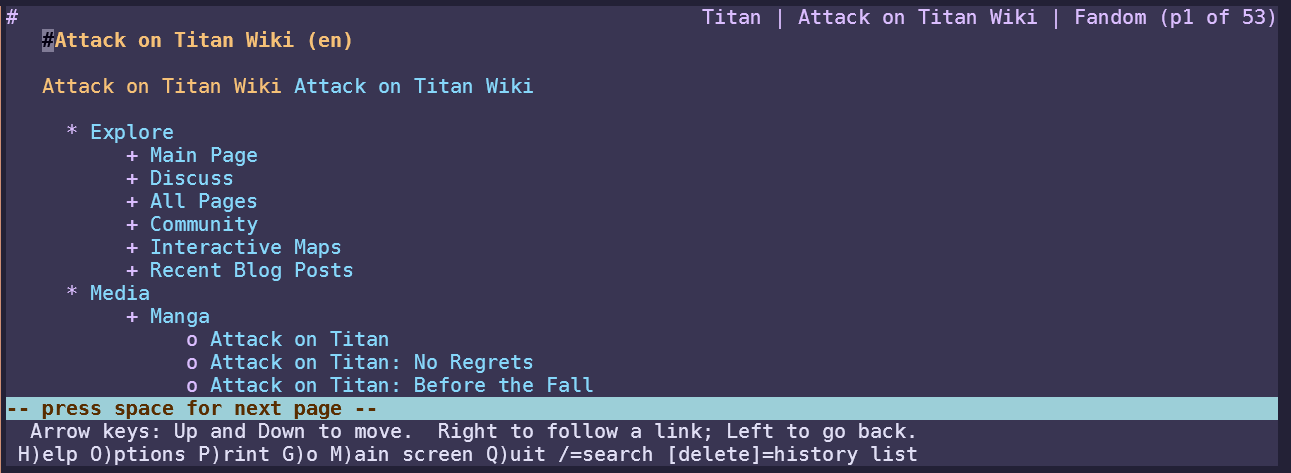 # Titan | Attack on Titan Wiki | Fandom (p1 of 53)
#Attack on Titan Wiki (en)
Attack on Titan Wiki Attack on Titan Wiki
* Explore
+ Main Page
+ Discuss
+ All Pages
+ Community
+ Interactive Maps
+ Recent Blog Posts
* Media
+ Manga
o Attack on Titan
o Attack on Titan: No Regrets
o Attack on Titan: Before the Fall
-- press space for next page --
Arrow keys: Up and Down to move. Right to follow a link; Left to go back.
H)elp O)ptions P)rint G)o M)ain screen Q)uit /=search [delete]=history list